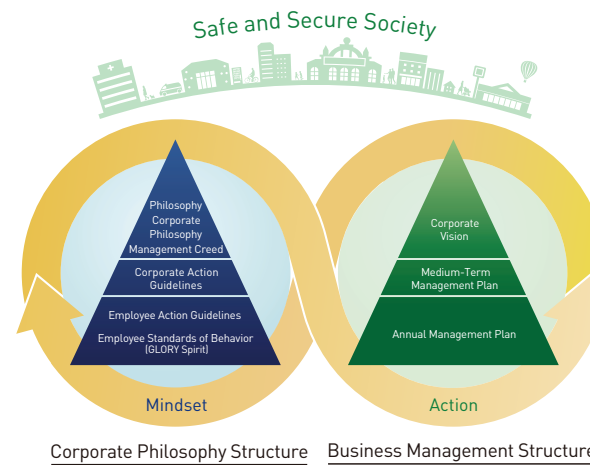 Safe and Secure Society
Philosophy
Corporate
Philosophy
Management Creed
Corporate Action
Guidelines
Employee Action Guidelines
Employee Standards of Behavior
(GLORY Spirit)
Mindset
Corporate Philosophy Structure
Corporate
Vision
Medium-Term
Management Plan
Annual Management Plan
Action
Business Management Structure